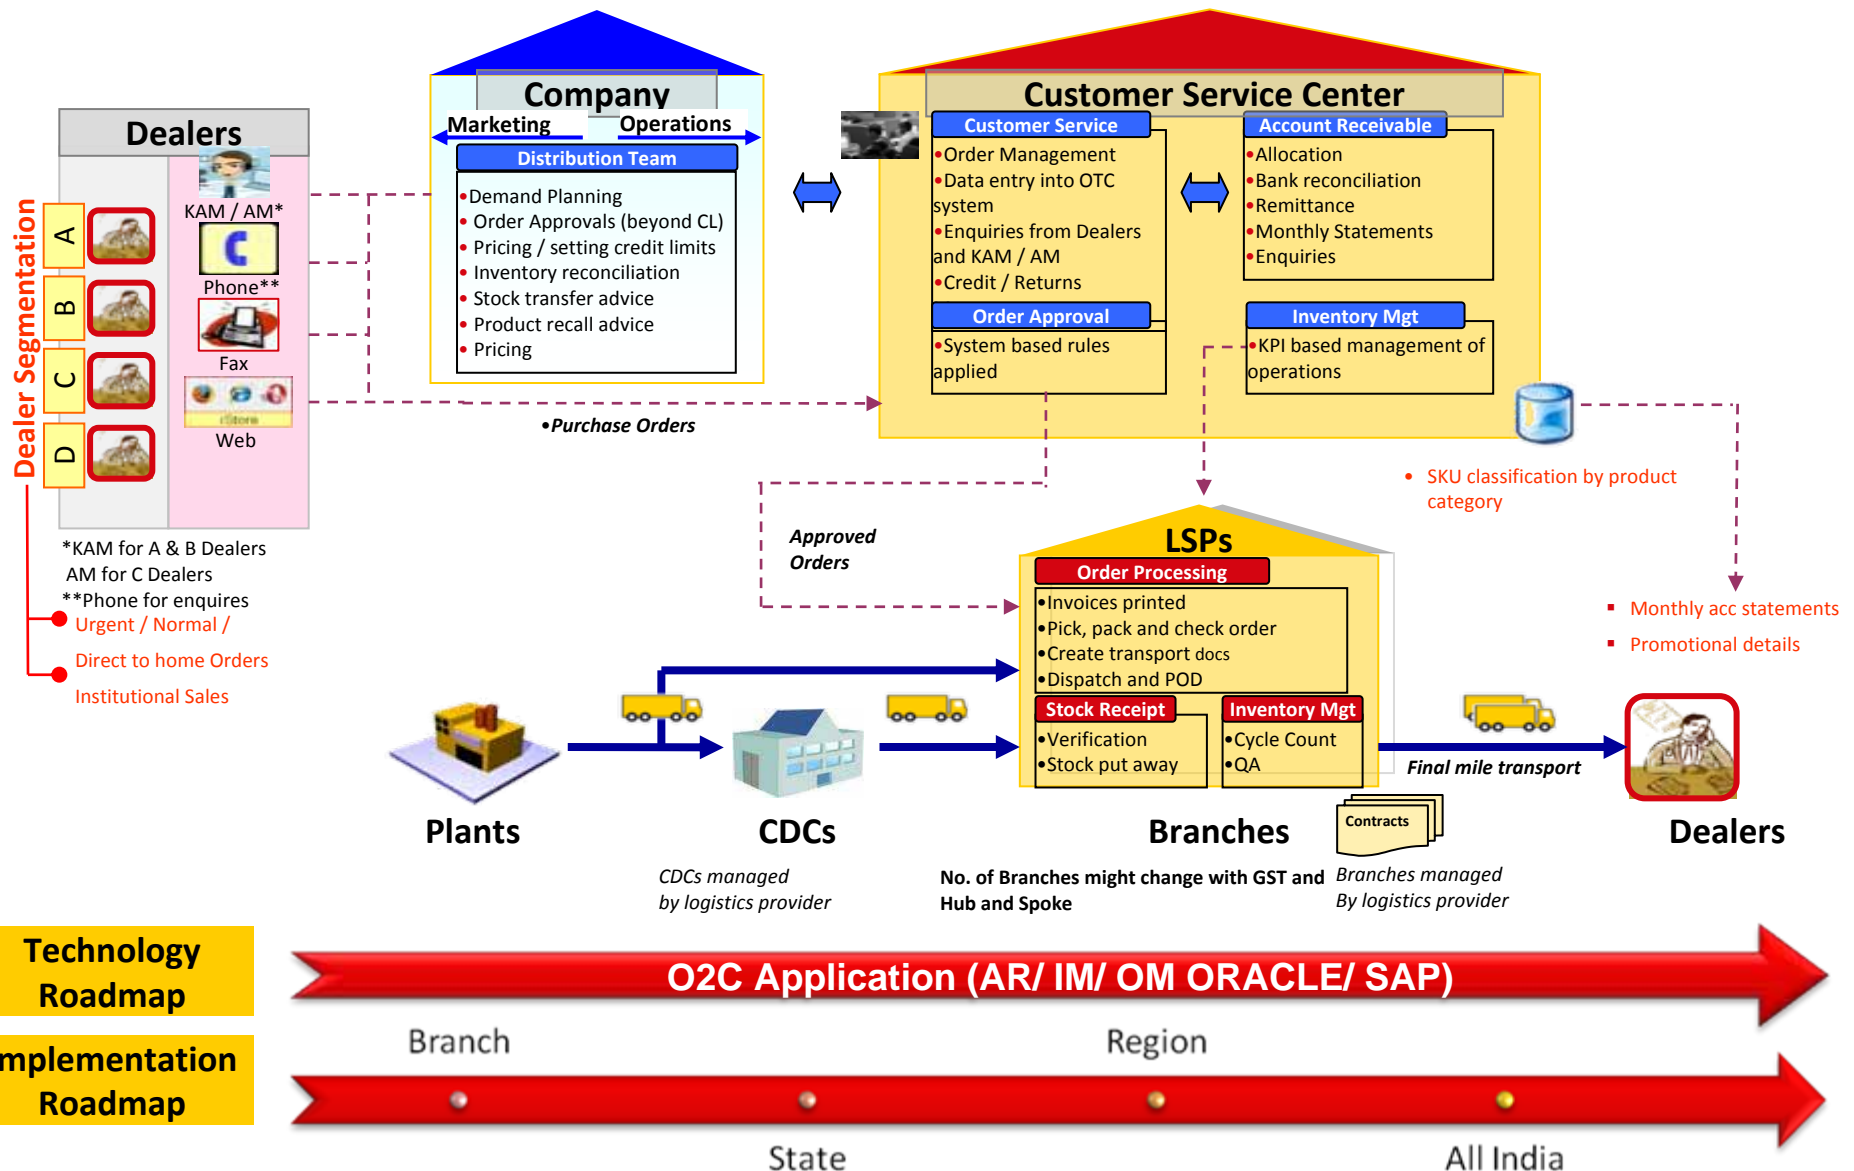 Company
Marketing
Operations
Distribution Team
•Demand Planning
• Order Approvals (beyond CL)
• Pricing / setting credit limits
• Inventory reconciliation
• Stock transfer advice
• Product recall advice
• Pricing
Customer Service Center
Customer Service
•Order Management
•Data entry into OTC
system
•Enquiries from Dealers
and KAM / AM
•Credit / Returns
Order Approval
•System based rules
applied
Account Receivable
•Allocation
•Bank reconciliation
•Remittance
•Monthly Statements
•Enquiries
Inventory Mgt
•KPI based management of
operations
Dealers
Dealer Segmentation
A
B
C
D
KAM / AM*
Phone**
Fax
iStore
Web
•Purchase Orders
*KAM for A & B Dealers
AM for C Dealers
**Phone for enquires
Urgent / Normal /
Direct to home Orders
Institutional Sales
Approved
Orders
• SKU classification by product
category
▪ Monthly acc statements
▪ Promotional details
LSPs
Order Processing
•Invoices printed
•Pick, pack and check order
•Create transport docs
•Dispatch and POD
Stock Receipt
•Verification
•Stock put away
Inventory Mgt
•Cycle Count
•QA
Final mile transport
Plants
CDCs
Branches
Contracts
Dealers
CDCs managed
by logistics provider
No. of Branches might change with GST and
Hub and Spoke
Branches managed
By logistics provider
Technology
Roadmap
O2C Application (AR/ IM/ OM ORACLE/ SAP)
mplementation
Roadmap
Branch
Region
State
All India